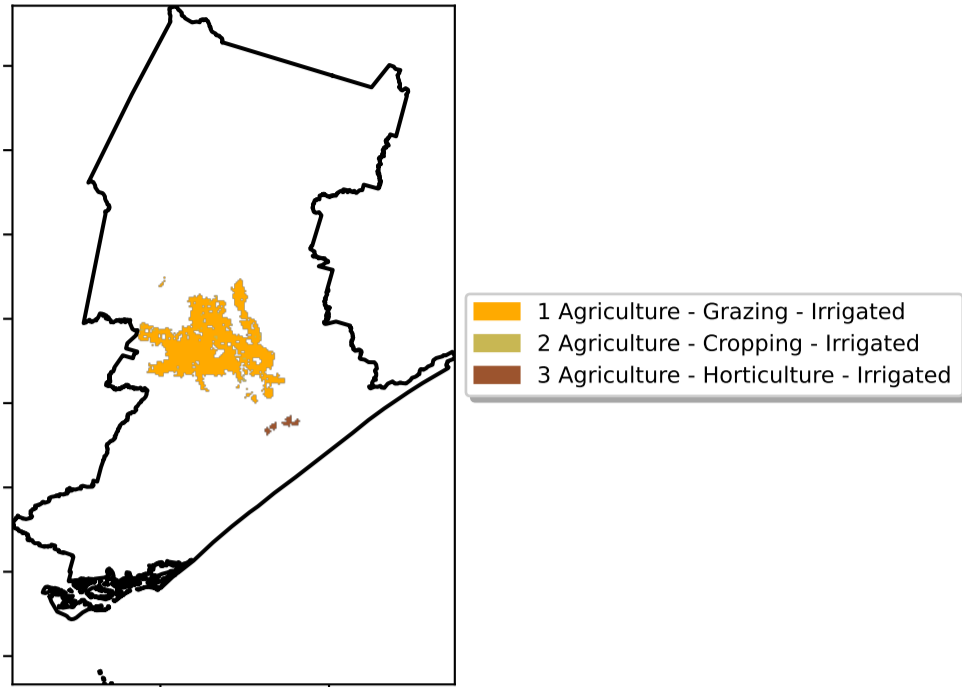 1 Agriculture - Grazing - Irrigated
2 Agriculture - Cropping - Irrigated
3 Agriculture - Horticulture - Irrigated